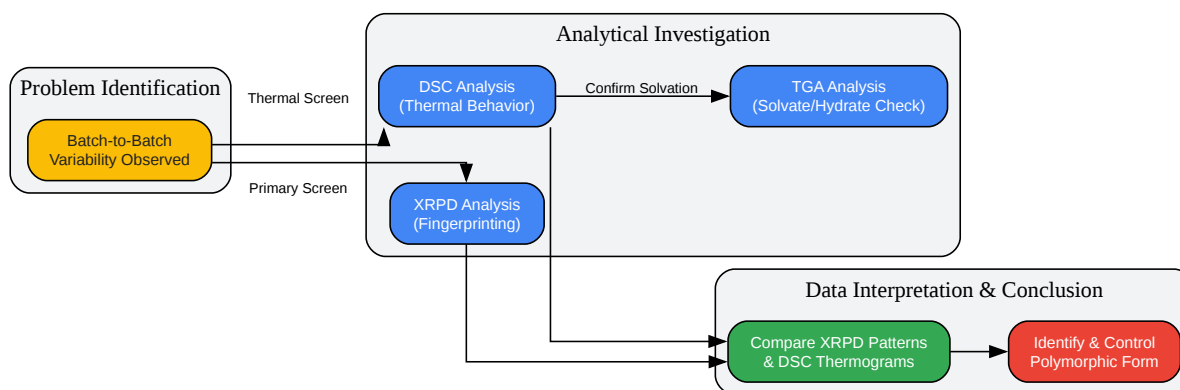 Analytical Investigation
Problem Identification
DSC Analysis
(Thermal Behavior)
Confirm Solvation
TGA Analysis
(Solvate/Hydrate Check)
Thermal Screen
Batch-to-Batch
Variability Observed
Primary Screen
XRPD Analysis
(Fingerprinting)
Data Interpretation & Conclusion
Compare XRPD Patterns
& DSC Thermograms
Identify & Control
Polymorphic Form